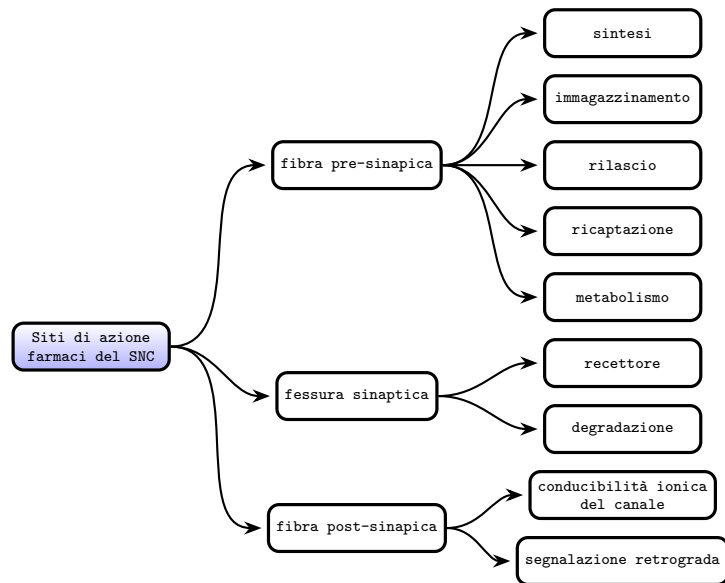 Siti di azione
farmaci del SNC
fibra pre-sinapica
sintesi
immagazzinamento
rilascio
ricaptazione
metabolismo
fessura sinaptica
recettore
degradazione
fibra post-sinapica
conducibilità ionica
del canale
segnalazione retrograda